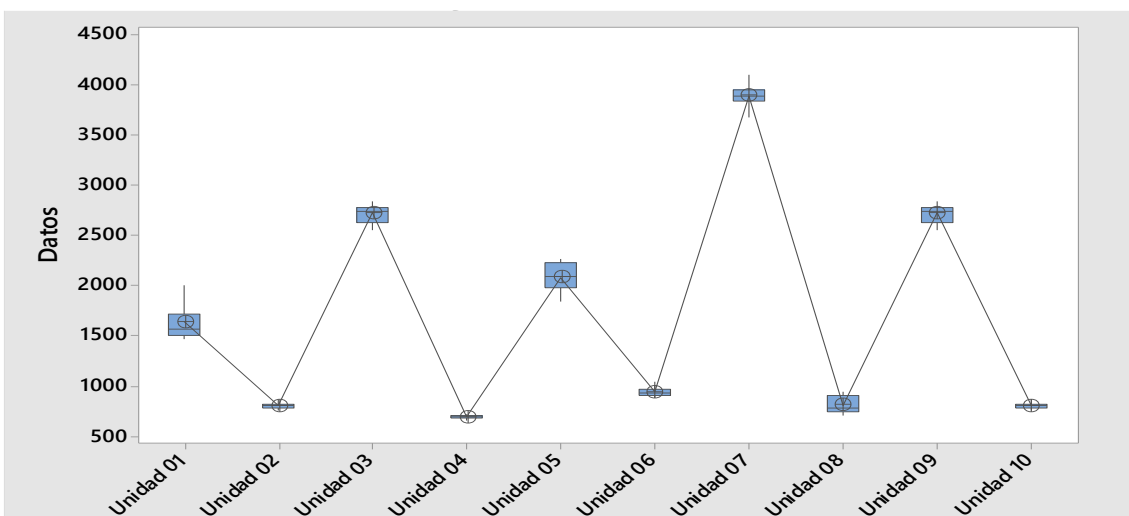 4500
4000
3500
3000
2500
2000
1500
1000
500
Datos
Unidad 01
Unidad 02
Unidad 03
Unidad 04
Unidad 05
Unidad 06
Unidad 07
Unidad 08
Unidad 09
Unidad 10